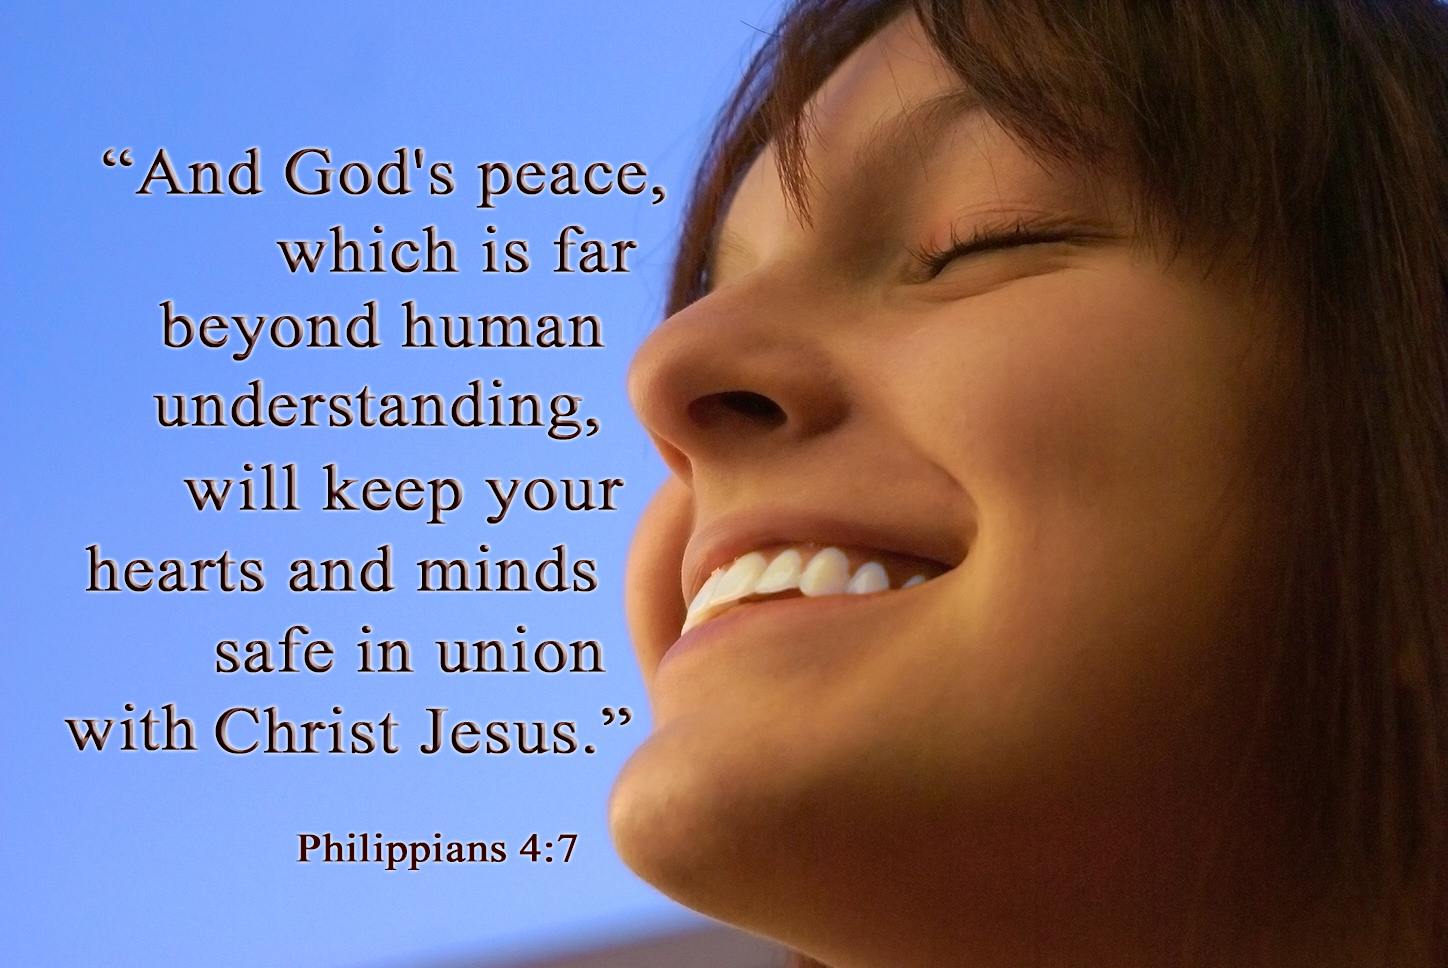 “And God's peace,
which is far
beyond human
understanding,
will keep your
hearts and minds
safe in union
with Christ Jesus.”
Philippians 4:7